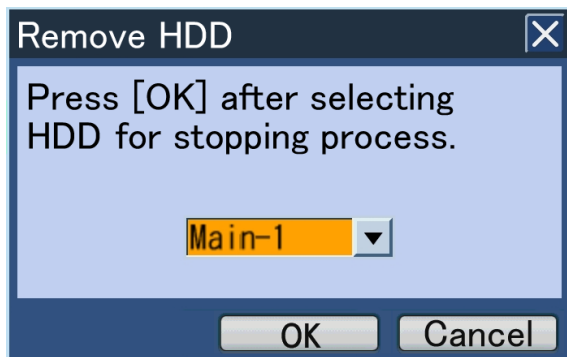 Remove HDD
Press [OK] after selecting
HDD for stopping process.
Main-1
OK
Cancel